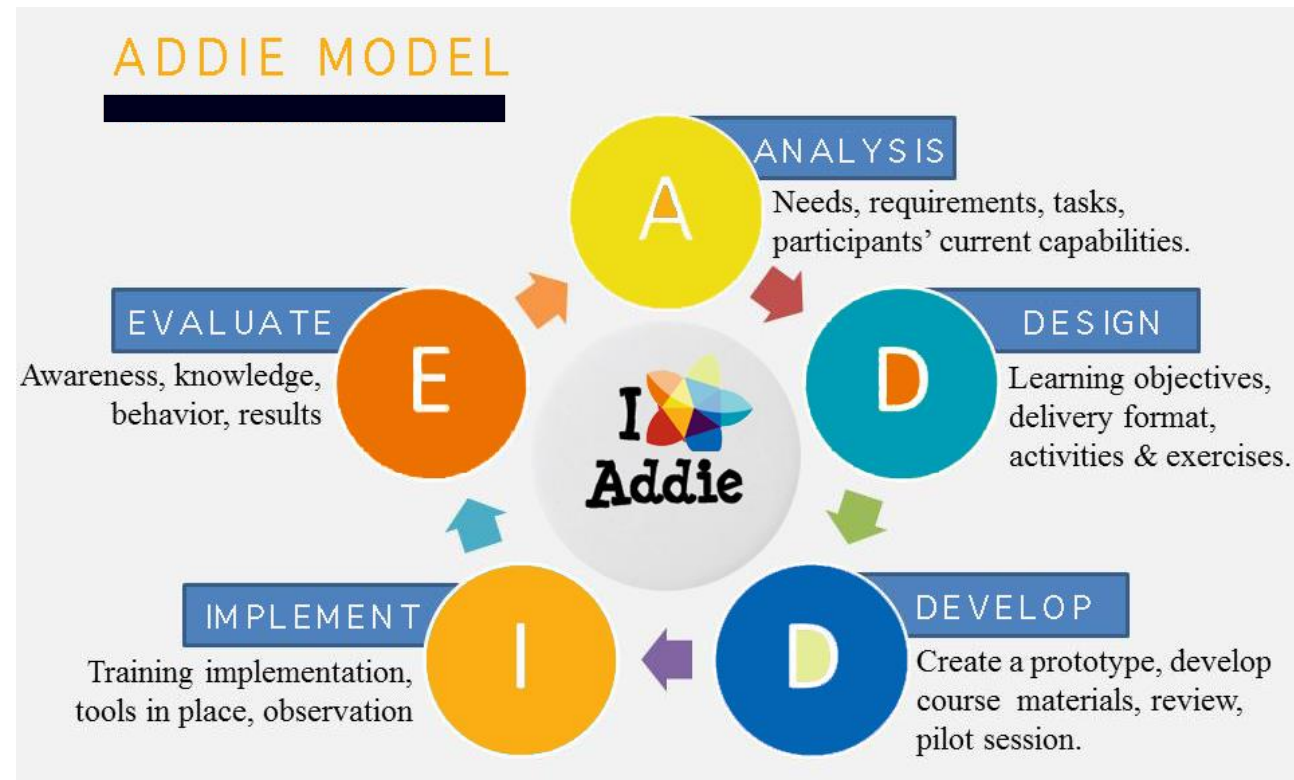 ADDIE MODEL
A
ANALYSIS
Needs, requirements, tasks,
participants’ current capabilities.
D
DESIGN
Learning objectives,
delivery format,
activities & exercises.
D
DEVELOP
Create a prototype, develop
course materials, review,
pilot session.
I
IMPLEMENT
Training implementation,
tools in place, observation
E
EVALUATE
Awareness, knowledge,
behavior, results
I
Addie